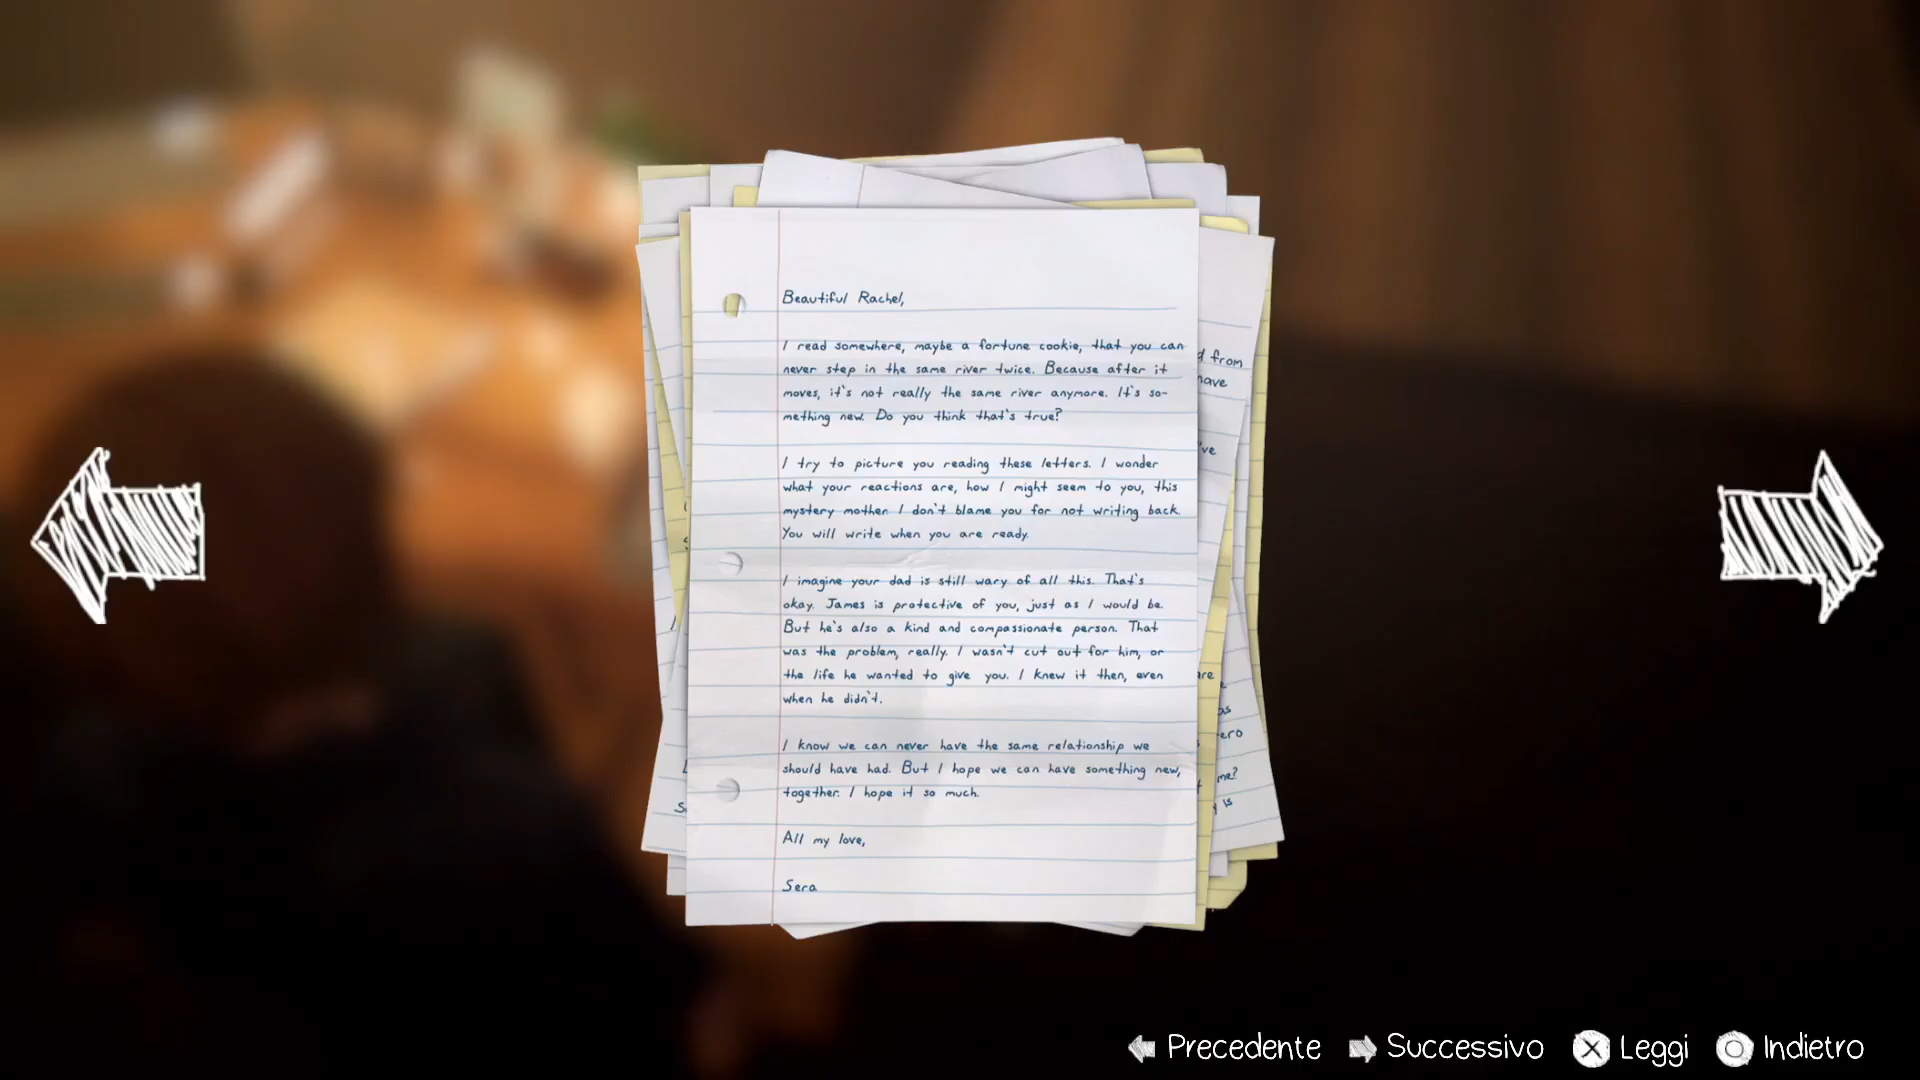 Beautiful Rachel,
I read somewhere, maybe a fortune cookie, that you can
never step in the same river twice. Because after it
moves, it's not really the same river anymore. It's so-
mething new. Do you think that's true?
I try to picture you reading these letters. I wonder
what your reactions are, how I might seem to you, this
mystery mother. I don't blame you for not writing back.
You will write when you are ready.
I imagine your dad is still wary of all this. That's
okay. James is protective of you, just as I would be.
But he's also a kind and compassionate person. That
was the problem, really. I wasn't cut out for him, or
the life he wanted to give you. I knew it then, even
when he didn't.
I know we can never have the same relationship we
should have had. But I hope we can have something new,
together. I hope it so much.
All my love,
Sera
from
have
've
are
as
ero
me?
is
Precedente Successivo Leggi Indietro